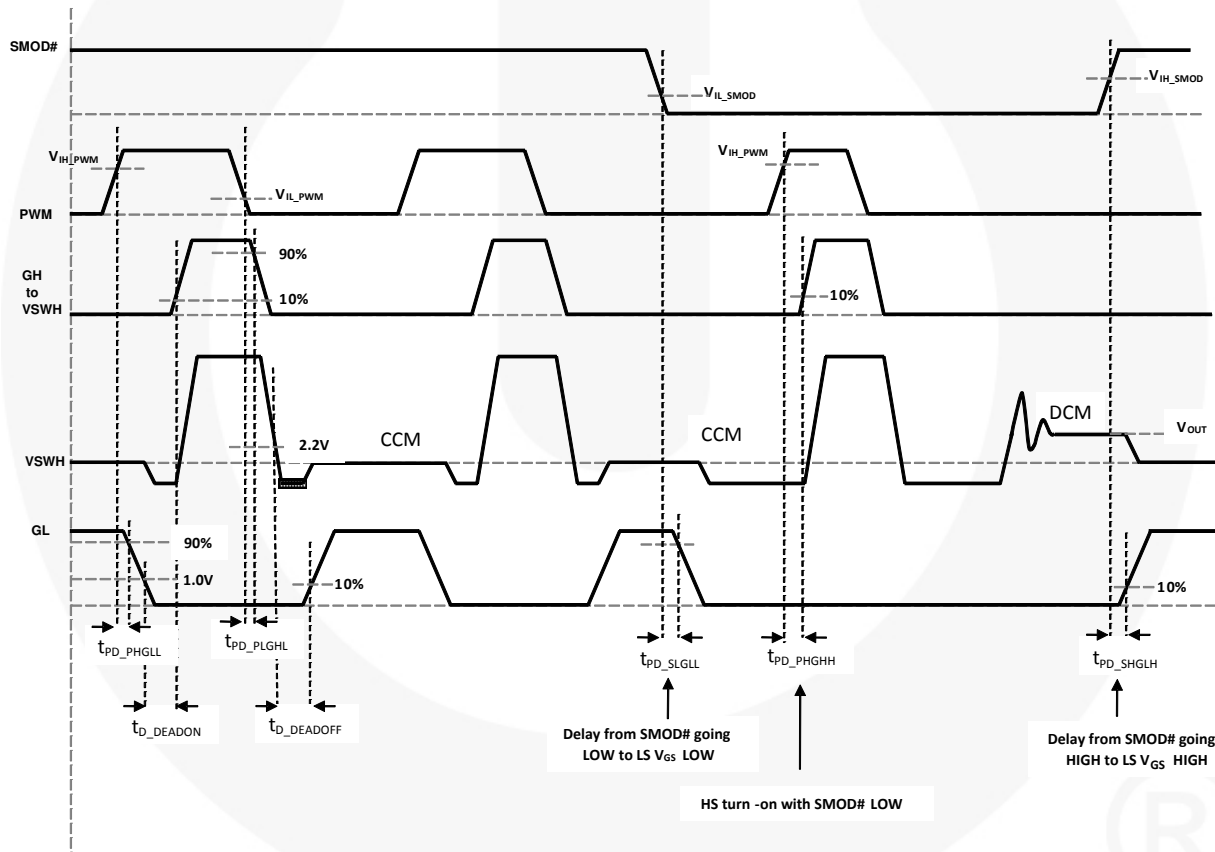 SMOD#
V_IL_SMOD
V_IH_SMOD
V_IH_PWM
V_IL_PWM
V_IH_PWM
PWM
90%
GH
to
VSWH
10%
10%
2.2V
CCM
CCM
DCM
V_OUT
VSWH
GL
90%
1.0V
10%
10%
t_PD_PHGLL
t_PD_PLGHL
t_PD_SLGLL
t_PD_PHGHH
t_PD_SHGLH
t_D_DEADON
t_D_DEADOFF
Delay from SMOD# going
LOW to LS V_GS LOW
Delay from SMOD# going
HIGH to LS V_GS HIGH
HS turn -on with SMOD# LOW
®